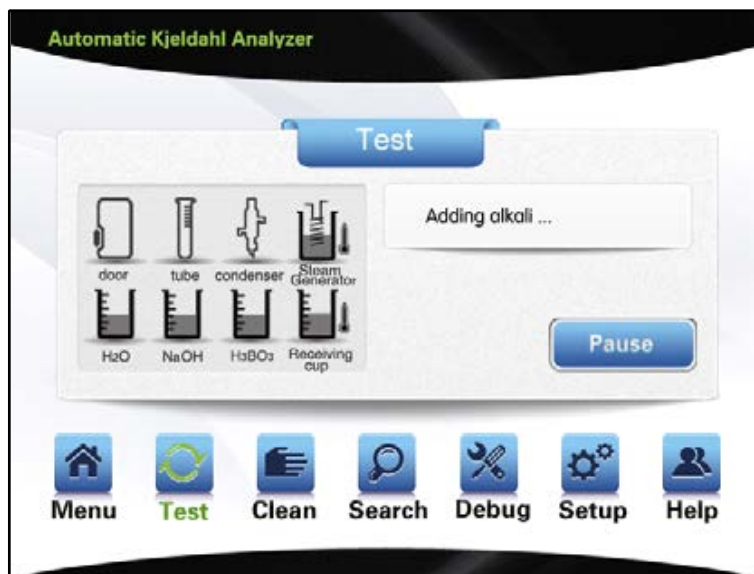 Automatic Kjeldahl Analyzer
Test
Adding alkali ...
door tube condenser Steam
Generator
H2O NaOH H3BO3 Receiving
cup
Pause
Menu Test Clean Search Debug Setup Help